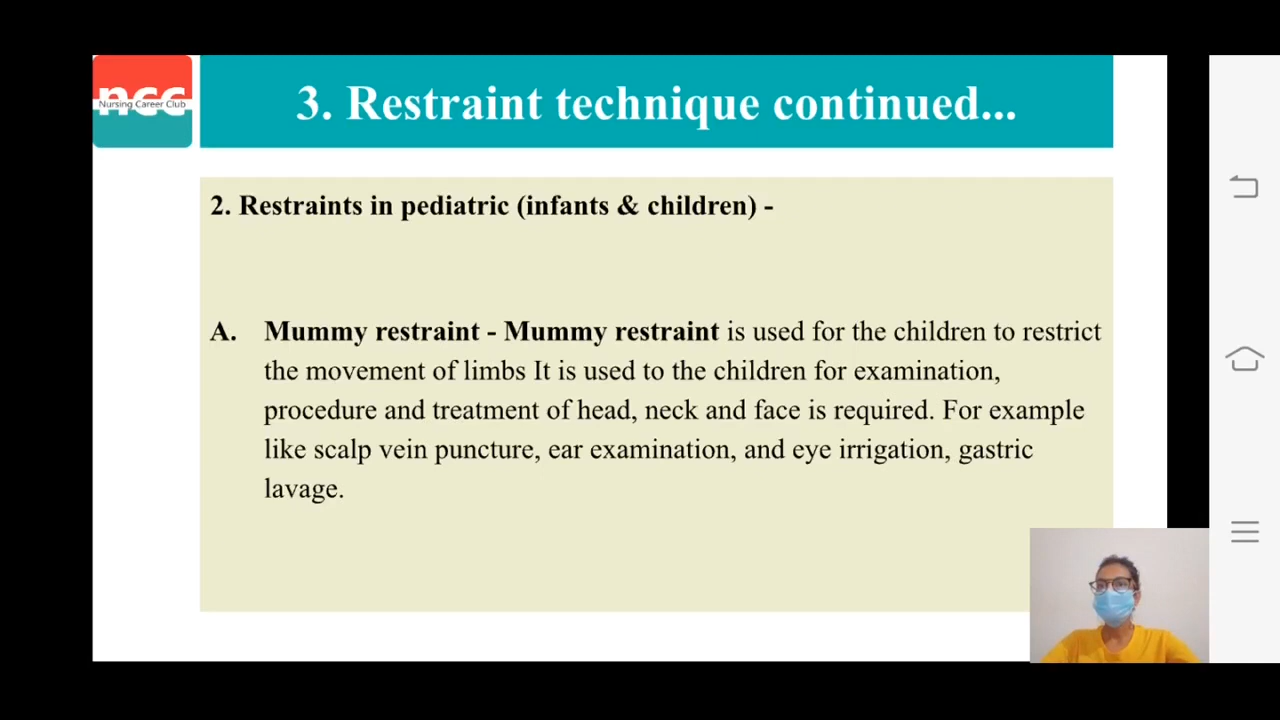 ncc
Nursing Career Club
3. Restraint technique continued...
2. Restraints in pediatric (infants & children) -
A. Mummy restraint - Mummy restraint is used for the children to restrict
the movement of limbs It is used to the children for examination,
procedure and treatment of head, neck and face is required. For example
like scalp vein puncture, ear examination, and eye irrigation, gastric
lavage.